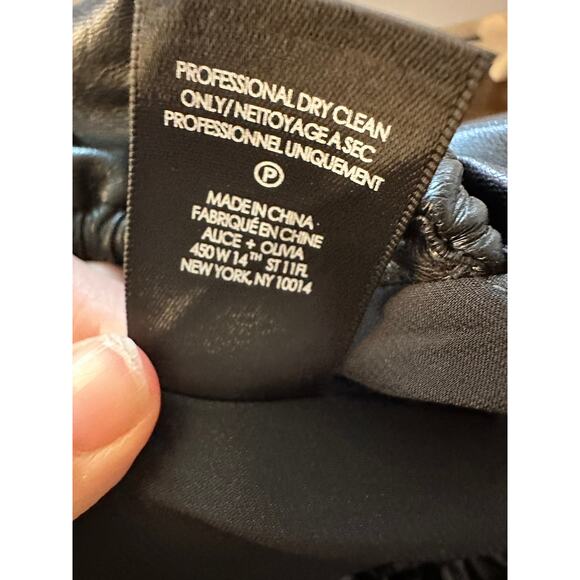 PROFESSIONAL DRY CLEAN
ONLY/NETTOYAGE A SEC
PROFESSIONNEL UNIQUEMENT
P
MADE IN CHINA
FABRIQUÉ EN CHINE
ALICE + OLIVIA
450 W 14TH ST 11FL
NEW YORK, NY 10014